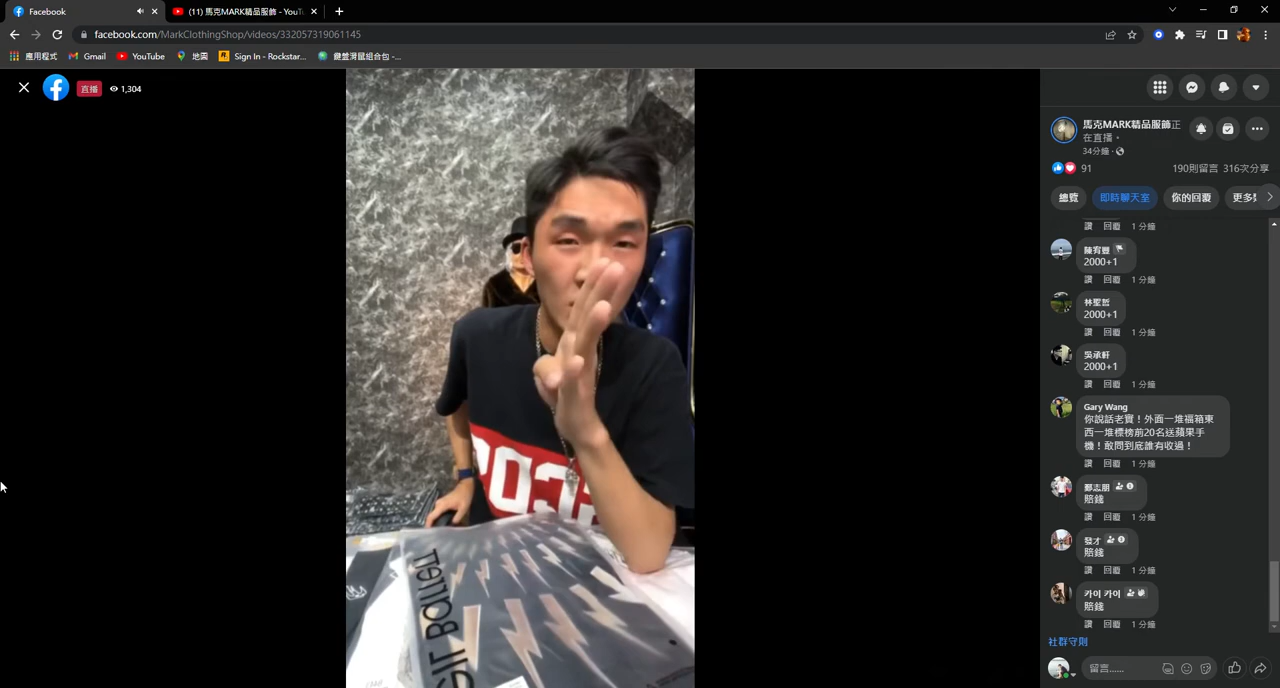 Facebook
(11) 馬克MARK精品服飾 - YouTu
facebook.com/MarkClothingShop/videos/332057319061145
應用程式
Gmail
YouTube
地圖
Sign In - Rockstar...
鍵盤滑鼠組合包 -...
直播
1,304
馬克MARK精品服飾正
在直播。
34分鐘
91
190則留言 316次分享
總覽
即時聊天室
你的回覆
更多影
讚 回覆 1 分鐘
陳宥豐
2000+1
讚 回覆 1 分鐘
林聖哲
2000+1
讚 回覆 1 分鐘
吳承軒
2000+1
讚 回覆 1 分鐘
Gary Wang
你說話老實！外面一堆福箱東
西一堆標榜前20名送蘋果手
機！敢問到底誰有收過！
讚 回覆 1 分鐘
鄭志朋
賠錢
讚 回覆 1 分鐘
發才
賠錢
讚 回覆 1 分鐘
카이 카이
賠錢
讚 回覆 1 分鐘
社群守則
留言......